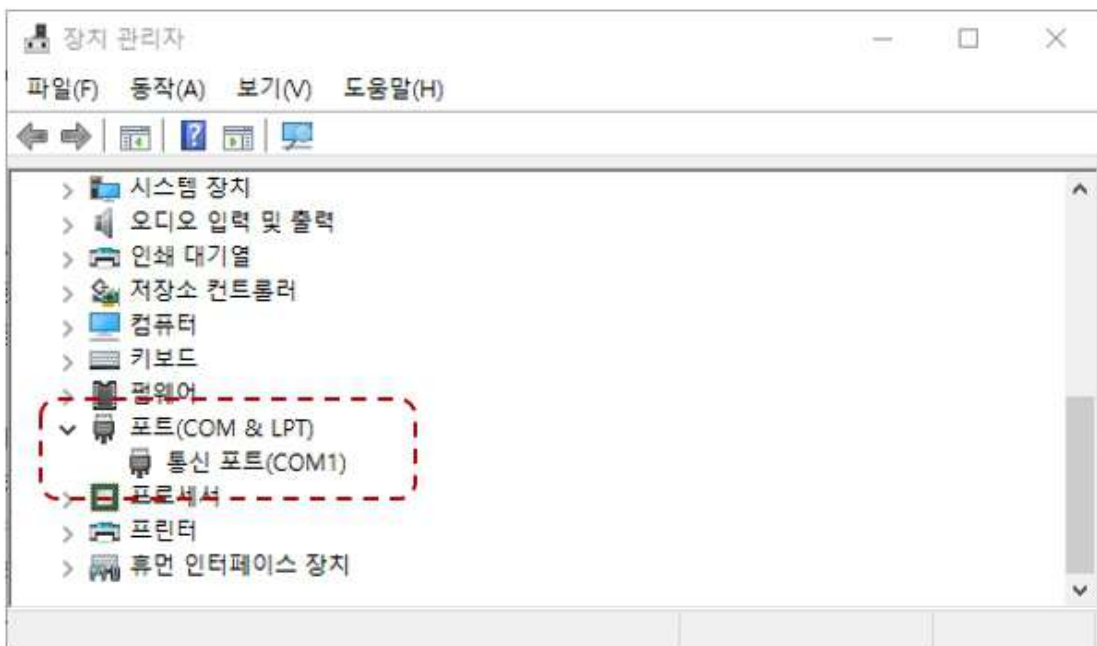 장치 관리자
파일(F) 동작(A) 보기(V) 도움말(H)
시스템 장치
오디오 입력 및 출력
인쇄 대기열
저장소 컨트롤러
컴퓨터
키보드
펌웨어
포트(COM & LPT)
통신 포트(COM1)
프로세서
프린터
휴먼 인터페이스 장치